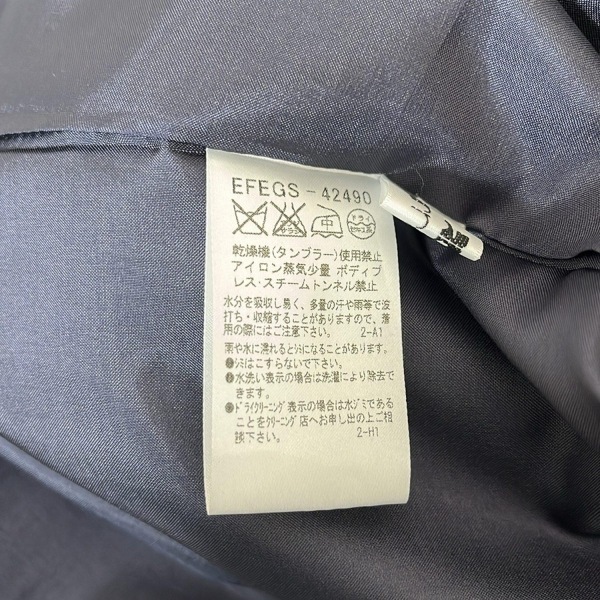 EFEGS-42490
中 ドライ
乾燥機(タンブラー)使用禁止
アイロン蒸気少量 ボディプ
レス・スチームトンネル禁止
水分を吸収し易く、多量の汗や雨等で波
打ち・収縮することがありますので、着
用の際にはご注意下さい。 2-A1
雨や水に濡れるとシミになることがあります。
●シミはこすらないで下さい。
●水洗い表示の場合は洗濯により除去で
きます。
●ドライクリーニング表示の場合は水ジミである
ことをクリーニング店へお申し出の上ご相
談下さい。 2-H1